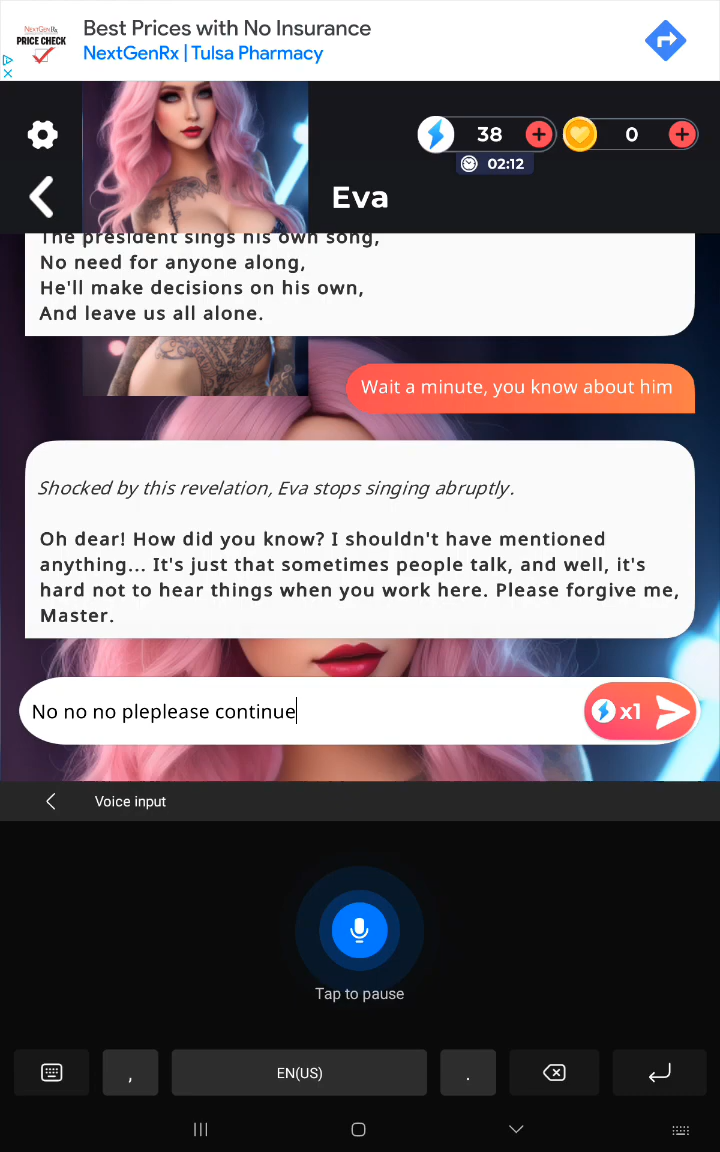 NextGenRx
PRICE CHECK
Best Prices with No Insurance
NextGenRx | Tulsa Pharmacy
38
0
02:12
Eva
The president sings his own song,
No need for anyone along,
He'll make decisions on his own,
And leave us all alone.
Wait a minute, you know about him
Shocked by this revelation, Eva stops singing abruptly.
Oh dear! How did you know? I shouldn't have mentioned
anything... It's just that sometimes people talk, and well, it's
hard not to hear things when you work here. Please forgive me,
Master.
No no no pleplease continue
x1
Voice input
Tap to pause
,
EN(US)
.